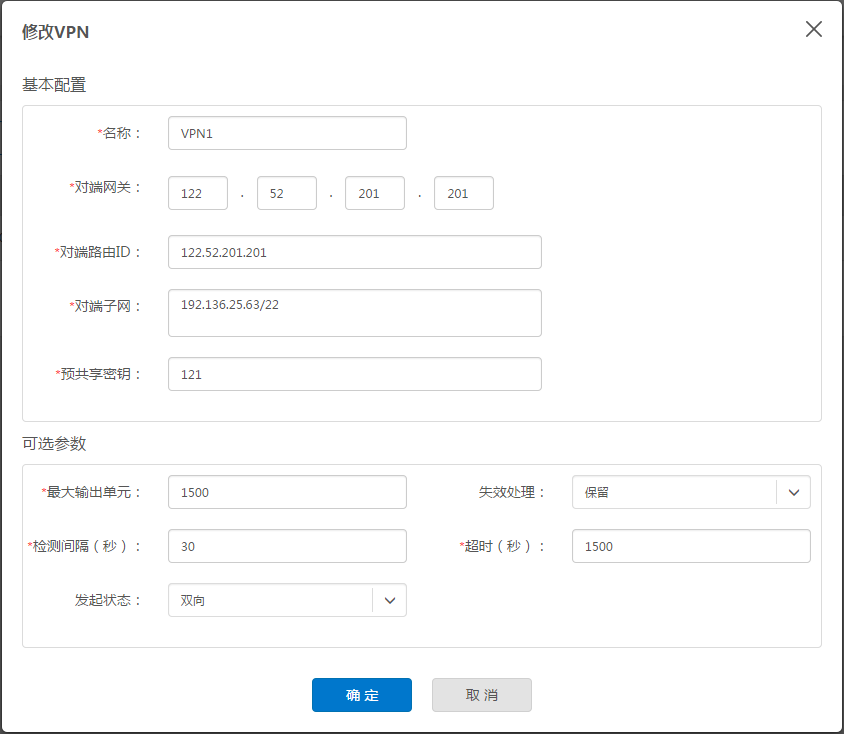 修改VPN
基本配置
*名称： VPN1
*对端网关： 122 . 52 . 201 . 201
*对端路由ID： 122.52.201.201
*对端子网： 192.136.25.63/22
*预共享密钥： 121
可选参数
*最大输出单元： 1500 失效处理： 保留
*检测间隔（秒）： 30 *超时（秒）： 1500
发起状态： 双向
确 定 取 消